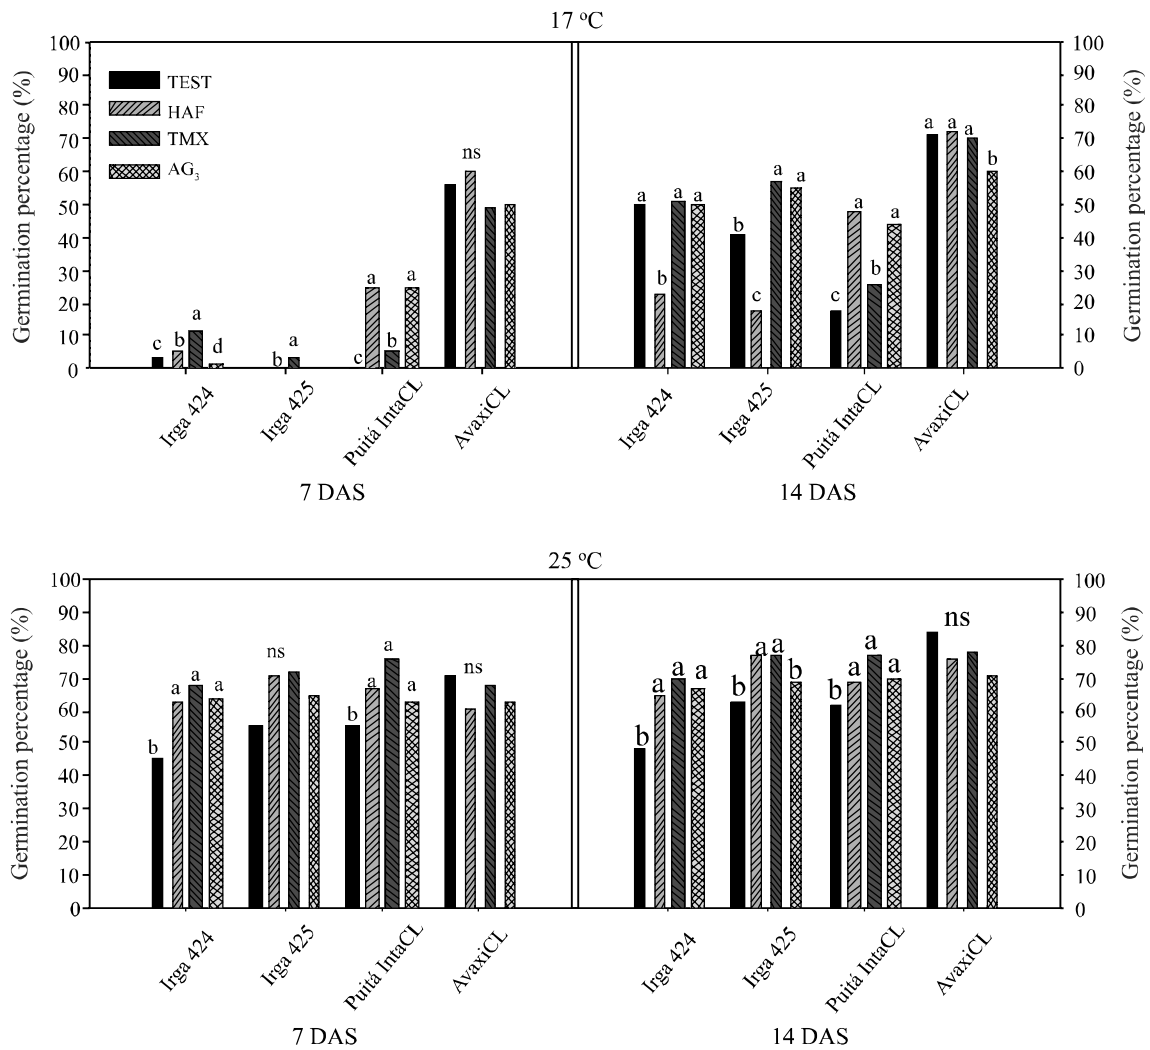 17 ºC
Germination percentage (%)
100
90
80
70
60
50
40
30
20
10
0
TEST
HAF
TMX
AG3
c b a d
b a
c a b a
ns
Irga 424
Irga 425
Puitá IntaCL
AvaxiCL
7 DAS
a b a a
b c a a
c a b a
a a a b
Irga 424
Irga 425
Puitá IntaCL
AvaxiCL
14 DAS
100
90
80
70
60
50
40
30
20
10
0
Germination percentage (%)
25 ºC
Germination percentage (%)
100
90
80
70
60
50
40
30
20
10
0
b a a a
ns
b a a a
ns
Irga 424
Irga 425
Puitá IntaCL
AvaxiCL
7 DAS
b a a a
b a a b
b a a a
ns
Irga 424
Irga 425
Puitá IntaCL
AvaxiCL
14 DAS
100
90
80
70
60
50
40
30
20
10
0
Germination percentage (%)